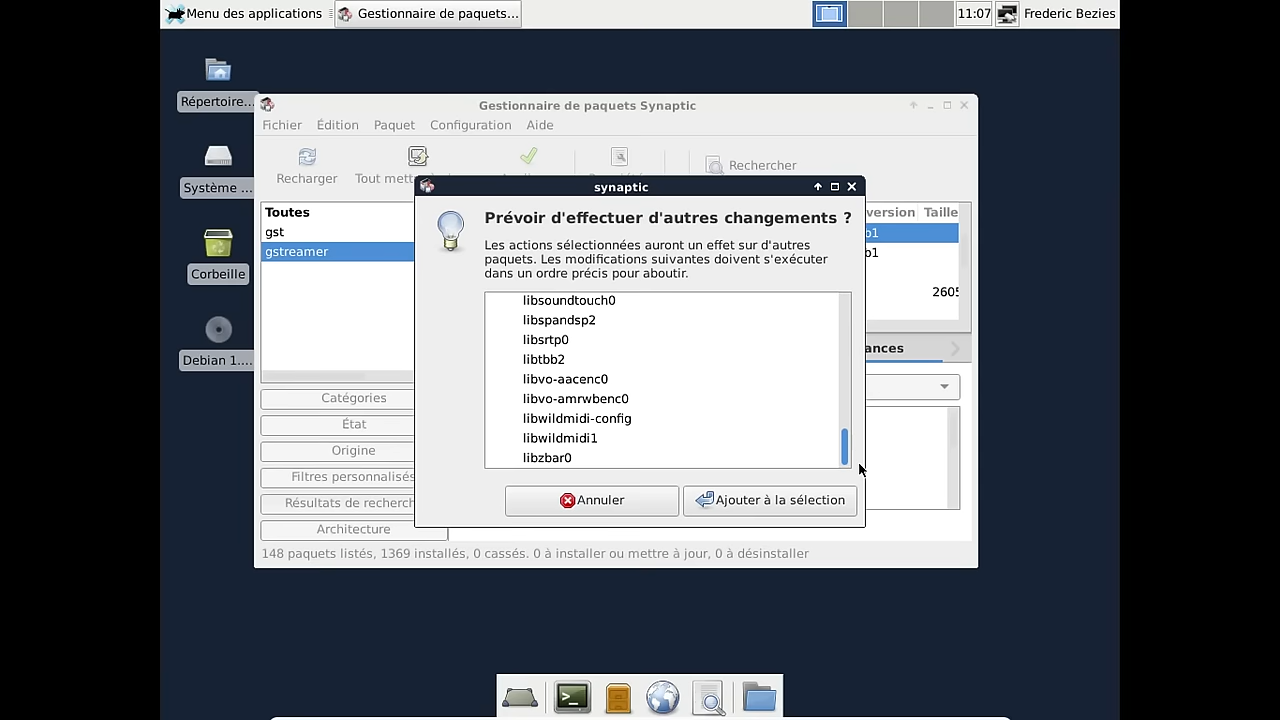 Menu des applications
Gestionnaire de paquets...
11:07
Frederic Bezies
Répertoire...
Système ...
Corbeille
Debian 1....
Gestionnaire de paquets Synaptic
Fichier Édition Paquet Configuration Aide
Recharger
Rechercher
Toutes
gst
gstreamer
version Taille
b1
b1
2605
ances
Catégories
État
Origine
Filtres personnalisés
Résultats de recherch
Architecture
148 paquets listés, 1369 installés, 0 cassés. 0 à installer ou mettre à jour, 0 à désinstaller
synaptic
Prévoir d'effectuer d'autres changements ?
Les actions sélectionnées auront un effet sur d'autres
paquets. Les modifications suivantes doivent s'exécuter
dans un ordre précis pour aboutir.
libsoundtouch0
libspandsp2
libsrtp0
libtbb2
libvo-aacenc0
libvo-amrwbenc0
libwildmidi-config
libwildmidi1
libzbar0
Annuler
Ajouter à la sélection